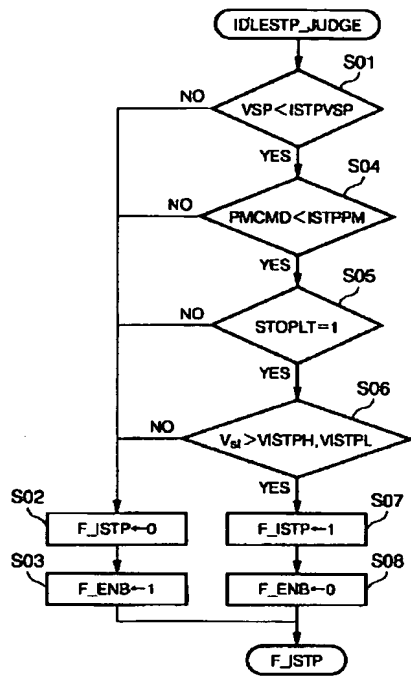 IDLESTP_JUDGE
S01
NO
VSP<ISTPVSP
YES
S04
NO
PMCMD<ISTPPM
YES
S05
NO
STOPLT=1
YES
S06
NO
Vst>VISTPH,VISTPL
YES
S02
S07
F_ISTP←0
F_ISTP←1
S03
S08
F_ENB←1
F_ENB←0
F_ISTP